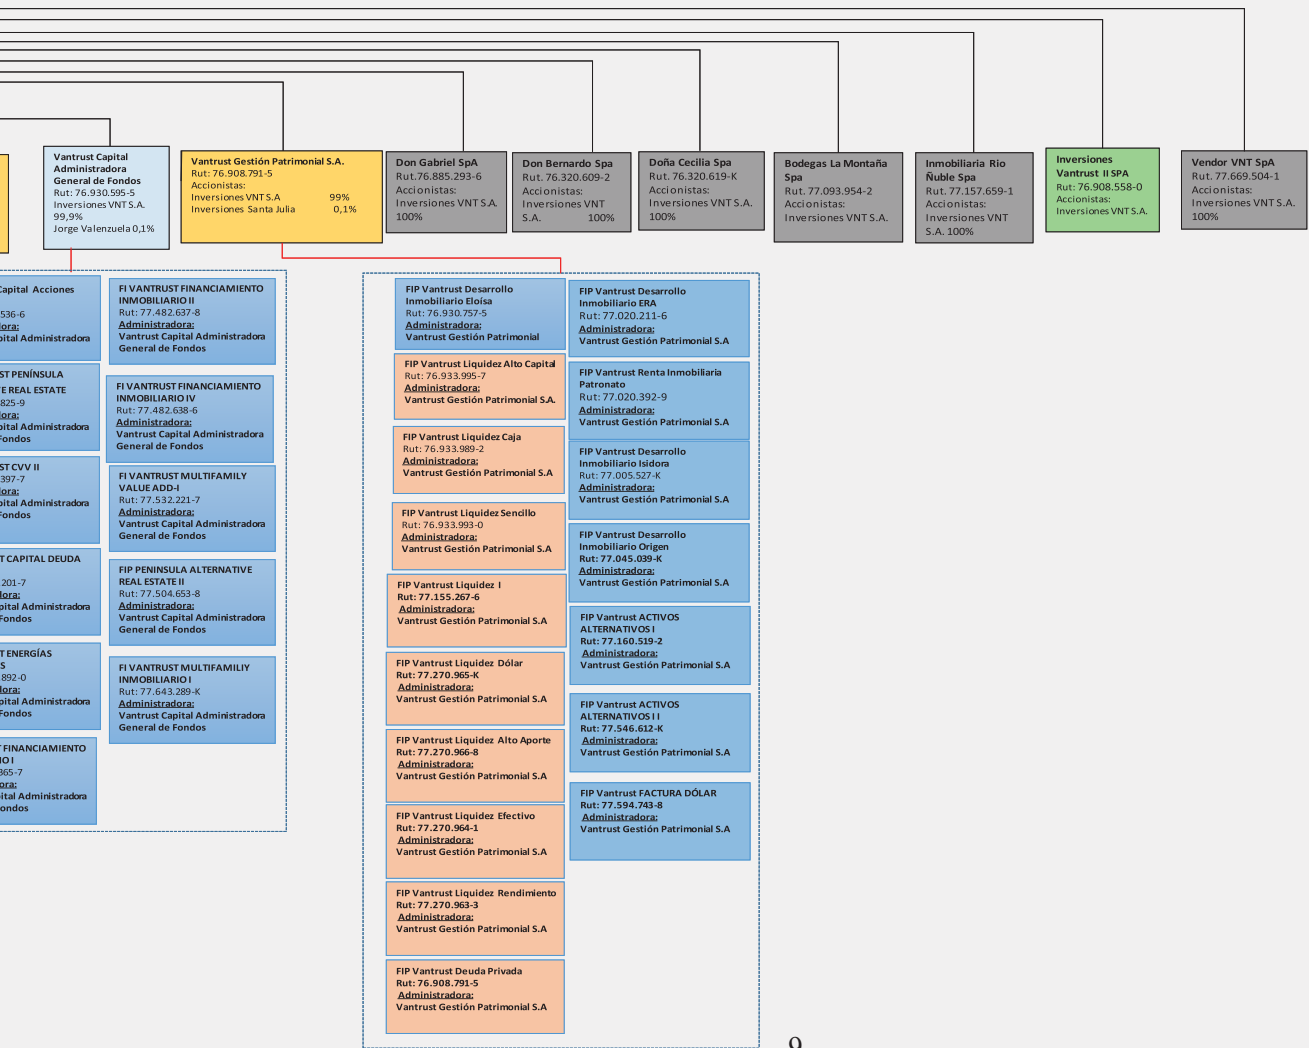 Vantrust Capital
Administradora
General de Fondos
Rut: 76.930.595-5
Inversiones VNT S.A.
99,9%
Jorge Valenzuela 0,1%
Vantrust Gestión Patrimonial S.A.
Rut: 76.908.791-5
Accionistas:
Inversiones VNT S.A 99%
Inversiones Santa Julia 0,1%
Don Gabriel SpA
Rut.76.885.293-6
Accionistas:
Inversiones VNT S.A.
100%
Don Bernardo Spa
Rut. 76.320.609-2
Accionistas:
Inversiones VNT
S.A. 100%
Doña Cecilia Spa
Rut. 76.320.619-K
Accionistas:
Inversiones VNT S.A.
100%
Bodegas La Montaña
Spa
Rut. 77.093.954-2
Accionistas:
Inversiones VNT S.A.
Inmobiliaria Rio
Ñuble Spa
Rut. 77.157.659-1
Accionistas:
Inversiones VNT
S.A. 100%
Inversiones
Vantrust II SPA
Rut: 76.908.558-0
Accionistas:
Inversiones VNT S.A.
Vendor VNT SpA
Rut. 77.669.504-1
Accionistas:
Inversiones VNT S.A.
100%
Capital Acciones
536-6
ora:
pital Administradora
ST PENÍNSULA
E REAL ESTATE
825-9
ora:
pital Administradora
Fondos
ST CVV II
397-7
ora:
pital Administradora
Fondos
T CAPITAL DEUDA
201-7
lora:
pital Administradora
Fondos
T ENERGÍAS
S
892-0
ora:
pital Administradora
Fondos
T FINANCIAMIENTO
IO I
365-7
ora:
ital Administradora
ondos
FI VANTRUST FINANCIAMIENTO
INMOBILIARIO II
Rut: 77.482.637-8
Administradora:
Vantrust Capital Administradora
General de Fondos
FI VANTRUST FINANCIAMIENTO
INMOBILIARIO IV
Rut: 77.482.638-6
Administradora:
Vantrust Capital Administradora
General de Fondos
FI VANTRUST MULTIFAMILY
VALUE ADD-I
Rut: 77.532.221-7
Administradora:
Vantrust Capital Administradora
General de Fondos
FIP PENINSULA ALTERNATIVE
REAL ESTATE II
Rut: 77.504.653-8
Administradora:
Vantrust Capital Administradora
General de Fondos
FI VANTRUST MULTIFAMILIY
INMOBILIARIO I
Rut: 77.643.289-K
Administradora:
Vantrust Capital Administradora
General de Fondos
FIP Vantrust Desarrollo
Inmobiliario Eloísa
Rut: 76.930.757-5
Administradora:
Vantrust Gestión Patrimonial
FIP Vantrust Liquidez Alto Capital
Rut: 76.933.995-7
Administradora:
Vantrust Gestión Patrimonial S.A.
FIP Vantrust Liquidez Caja
Rut: 76.933.989-2
Administradora:
Vantrust Gestión Patrimonial S.A
FIP Vantrust Liquidez Sencillo
Rut: 76.933.993-0
Administradora:
Vantrust Gestión Patrimonial S.A
FIP Vantrust Liquidez I
Rut: 77.155.267-6
Administradora:
Vantrust Gestión Patrimonial S.A
FIP Vantrust Liquidez Dólar
Rut: 77.270.965-K
Administradora:
Vantrust Gestión Patrimonial S.A
FIP Vantrust Liquidez Alto Aporte
Rut: 77.270.966-8
Administradora:
Vantrust Gestión Patrimonial S.A
FIP Vantrust Liquidez Efectivo
Rut: 77.270.964-1
Administradora:
Vantrust Gestión Patrimonial S.A
FIP Vantrust Liquidez Rendimiento
Rut: 77.270.963-3
Administradora:
Vantrust Gestión Patrimonial S.A
FIP Vantrust Deuda Privada
Rut: 76.908.791-5
Administradora:
Vantrust Gestión Patrimonial S.A
FIP Vantrust Desarrollo
Inmobiliario ERA
Rut: 77.020.211-6
Administradora:
Vantrust Gestión Patrimonial S.A
FIP Vantrust Renta Inmobiliaria
Patronato
Rut: 77.020.392-9
Administradora:
Vantrust Gestión Patrimonial S.A
FIP Vantrust Desarrollo
Inmobiliario Isidora
Rut: 77.005.527-K
Administradora:
Vantrust Gestión Patrimonial S.A
FIP Vantrust Desarrollo
Inmobiliario Origen
Rut: 77.045.039-K
Administradora:
Vantrust Gestión Patrimonial S.A
FIP Vantrust ACTIVOS
ALTERNATIVOS I
Rut: 77.160.519-2
Administradora:
Vantrust Gestión Patrimonial S.A
FIP Vantrust ACTIVOS
ALTERNATIVOS I I
Rut: 77.546.612-K
Administradora:
Vantrust Gestión Patrimonial S.A
FIP Vantrust FACTURA DÓLAR
Rut: 77.594.743-8
Administradora:
Vantrust Gestión Patrimonial S.A
9